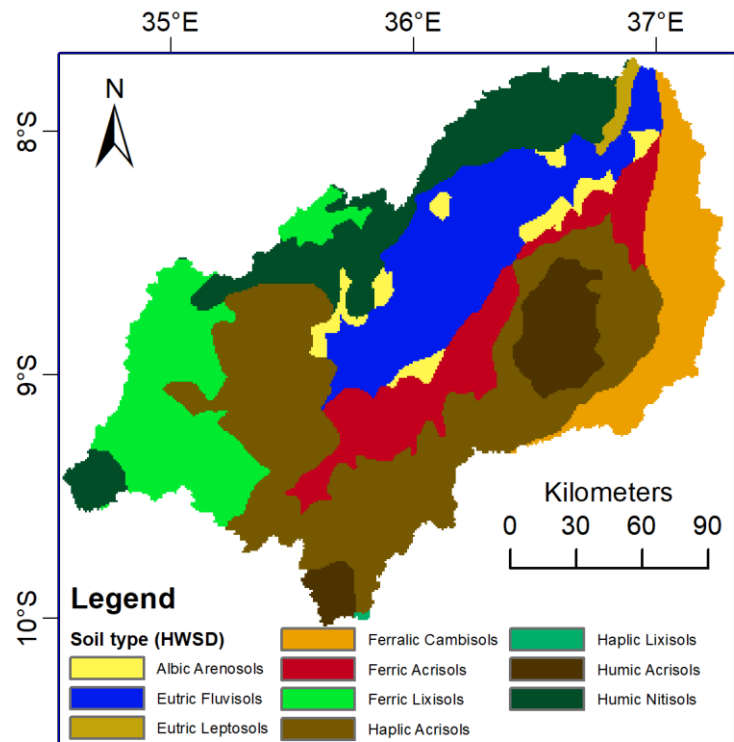 35°E 36°E 37°E
N
8°S
9°S
10°S
Kilometers
0 30 60 90
Legend
Soil type (HWSD)
Albic Arenosols
Eutric Fluvisols
Eutric Leptosols
Ferralic Cambisols
Ferric Acrisols
Ferric Lixisols
Haplic Acrisols
Haplic Lixisols
Humic Acrisols
Humic Nitisols